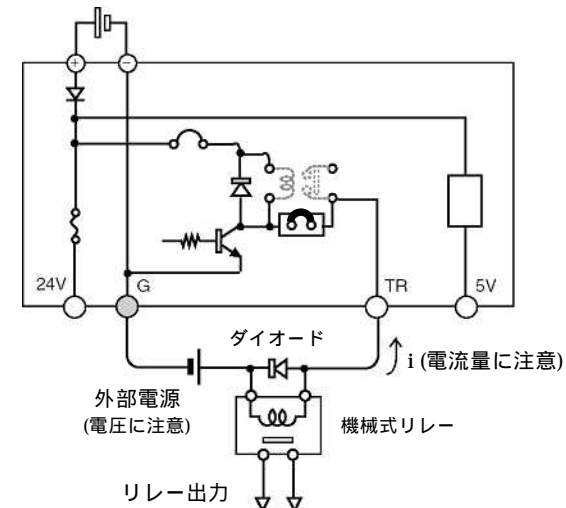 +
−
24V
G
TR
5V
ダイオード
i (電流量に注意)
外部電源
(電圧に注意)
機械式リレー
リレー出力